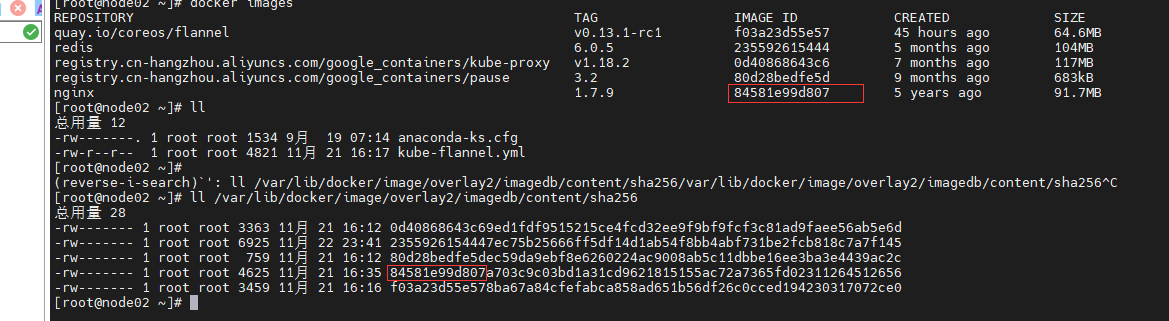 [root@node02 ~]# docker images
REPOSITORY TAG IMAGE ID CREATED SIZE
quay.io/coreos/flannel v0.13.1-rc1 f03a23d55e57 45 hours ago 64.6MB
redis 6.0.5 235592615444 5 months ago 104MB
registry.cn-hangzhou.aliyuncs.com/google_containers/kube-proxy v1.18.2 0d40868643c6 7 months ago 117MB
registry.cn-hangzhou.aliyuncs.com/google_containers/pause 3.2 80d28bedfe5d 9 months ago 683kB
nginx 1.7.9 84581e99d807 5 years ago 91.7MB
[root@node02 ~]# ll
总用量 12
-rw-------. 1 root root 1534 9月 19 07:14 anaconda-ks.cfg
-rw-r--r-- 1 root root 4821 11月 21 16:17 kube-flannel.yml
[root@node02 ~]#
(reverse-i-search)`': ll /var/lib/docker/image/overlay2/imagedb/content/sha256/var/lib/docker/image/overlay2/imagedb/content/sha256^C
[root@node02 ~]# ll /var/lib/docker/image/overlay2/imagedb/content/sha256
总用量 28
-rw------- 1 root root 3363 11月 21 16:12 0d40868643c69ed1fdf9515215ce4fcd32ee9f9bf9fcf3c81ad9faee56ab5e6d
-rw------- 1 root root 6925 11月 22 23:41 2355926154447ec75b25666ff5df14d1ab54f8bb4abf731be2fcb818c7a7f145
-rw------- 1 root root 759 11月 21 16:12 80d28bedfe5dec59da9ebf8e6260224ac9008ab5c11dbbe16ee3ba3e4439ac2c
-rw------- 1 root root 4625 11月 21 16:35 84581e99d807a703c9c03bd1a31cd9621815155ac72a7365fd02311264512656
-rw------- 1 root root 3459 11月 21 16:16 f03a23d55e578ba67a84cfefabca858ad651b56df26c0cced194230317072ce0
[root@node02 ~]#